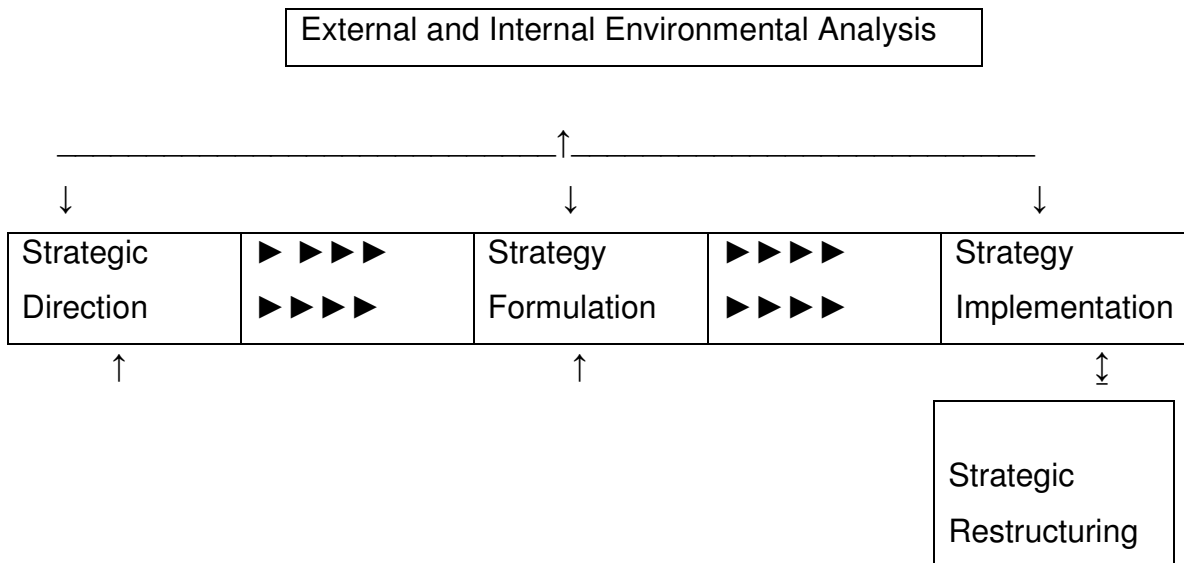 External and Internal Environmental Analysis
↑
↓ ↓ ↓
Strategic ► ►►► Strategy ►►►► Strategy
Direction ►►►► Formulation ►►►► Implementation
↑ ↑ ↨
Strategic
Restructuring